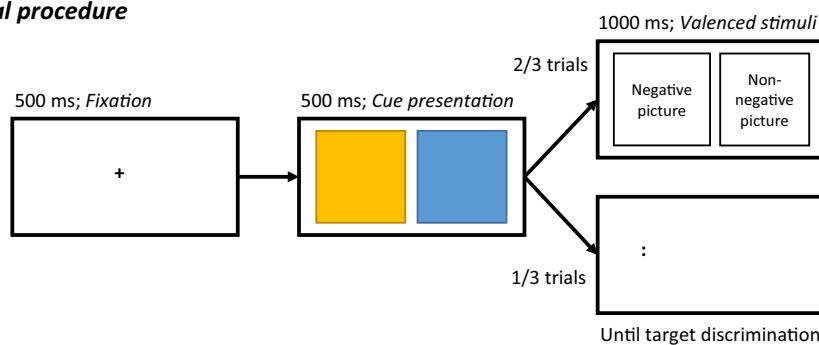 al procedure
1000 ms; Valenced stimuli
2/3 trials
Negative
picture
Non-
negative
picture
500 ms; Fixation
500 ms; Cue presentation
+
:
1/3 trials
Until target discrimination